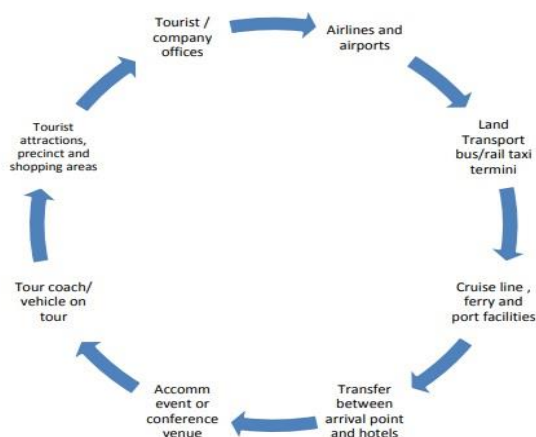 Tourist /
company
offices
Airlines and
airports
Land
Transport
bus/rail taxi
termini
Cruise line ,
ferry and
port facilities
Transfer
between
arrival point
and hotels
Accomm
event or
conference
venue
Tour coach/
vehicle on
tour
Tourist
attractions,
precinct and
shopping areas